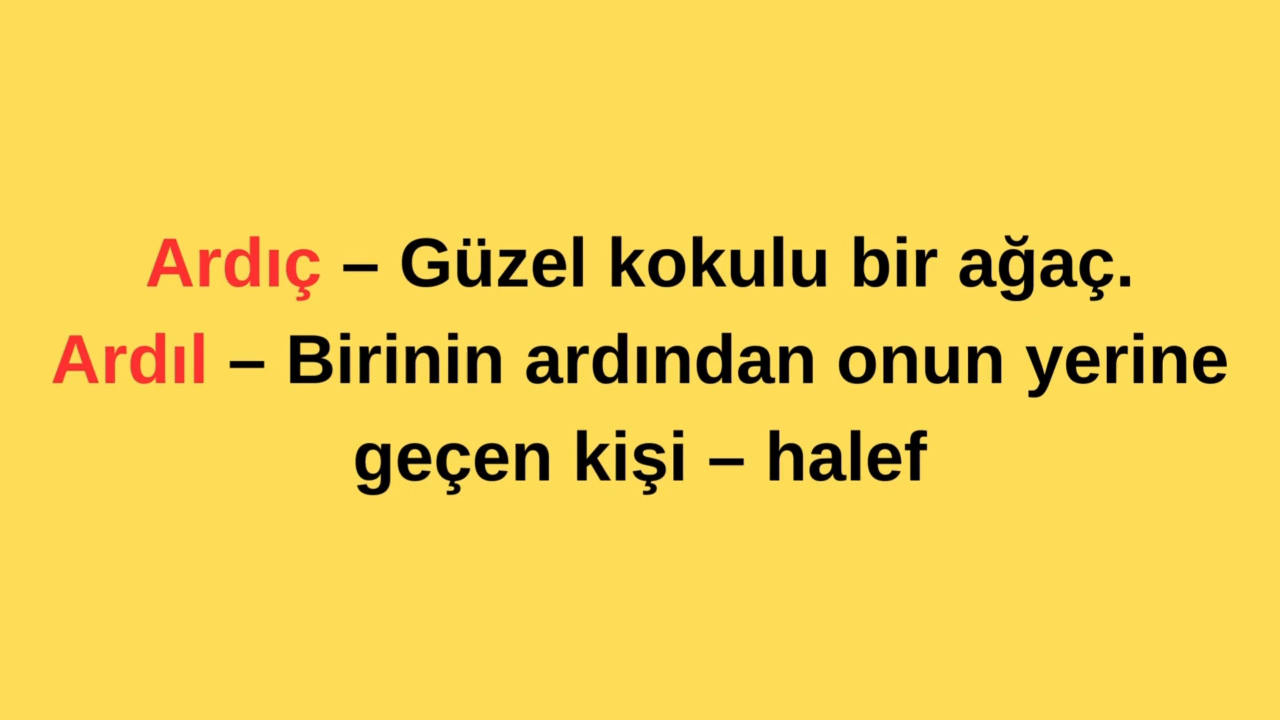 Ardıç – Güzel kokulu bir ağaç.
Ardıl – Birinin ardından onun yerine
geçen kişi – halef